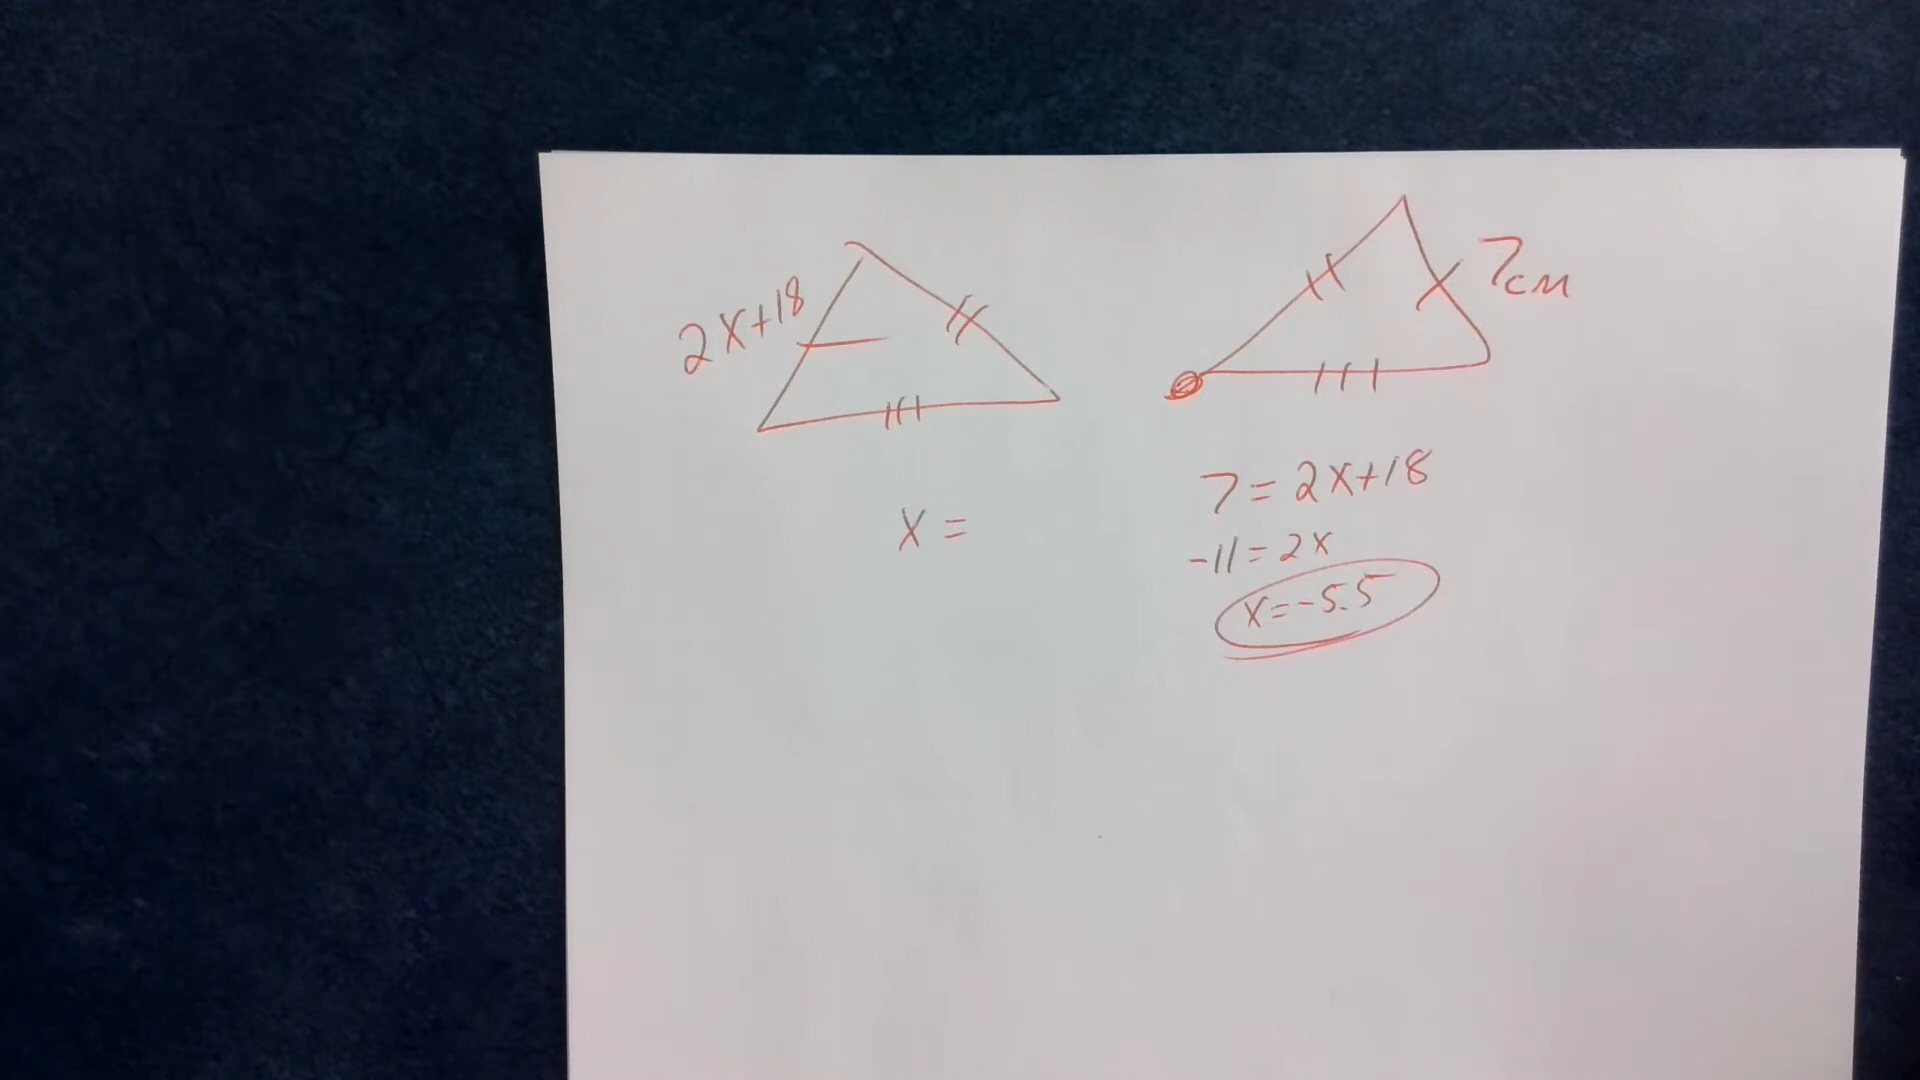 2x+18
7cm
x =
7 = 2x+18
-11 = 2x
x = -5.5